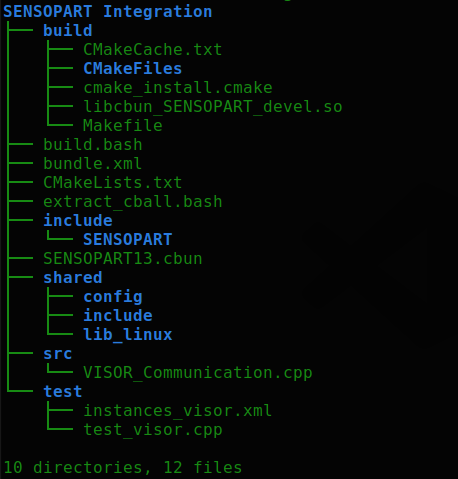 SENSOPART Integration
├── build
│   ├── CMakeCache.txt
│   ├── CMakeFiles
│   ├── cmake_install.cmake
│   ├── libcbun_SENSOPART_devel.so
│   └── Makefile
├── build.bash
├── bundle.xml
├── CMakeLists.txt
├── extract_cball.bash
├── include
│   └── SENSOPART
├── SENSOPART13.cbun
├── shared
│   ├── config
│   ├── include
│   └── lib_linux
├── src
│   └── VISOR_Communication.cpp
└── test
    ├── instances_visor.xml
    └── test_visor.cpp

10 directories, 12 files